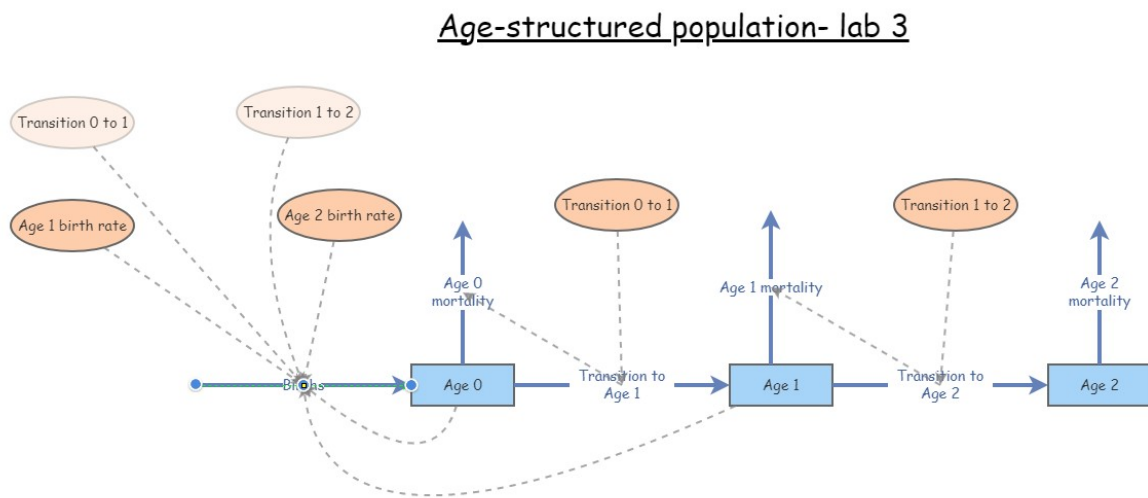 Age-structured population- lab 3
Transition 0 to 1
Transition 1 to 2
Age 1 birth rate
Age 2 birth rate
Transition 0 to 1
Transition 1 to 2
Age 0
mortality
Age 1 mortality
Age 2
mortality
Births
Age 0
Transition to
Age 1
Age 1
Transition to
Age 2
Age 2